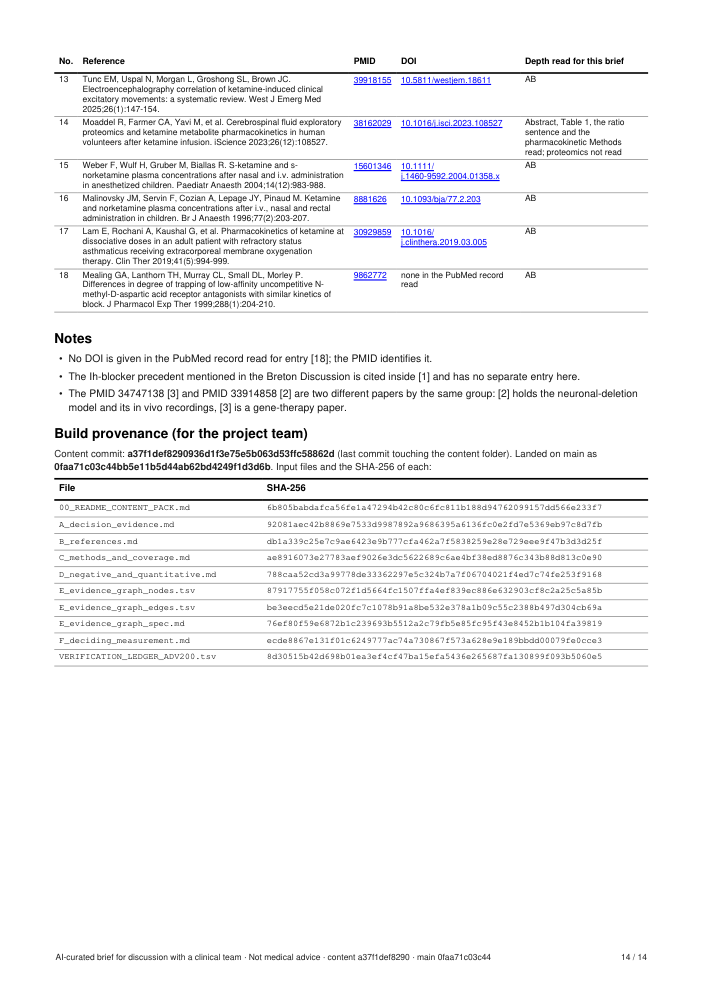 No. Reference PMID DOI Depth read for this brief
13 Tunc EM, Uspal N, Morgan L, Groshong SL, Brown JC. 39918155 10.5811/westjem.18611 AB
Electroencephalography correlation of ketamine-induced clinical
excitatory movements: a systematic review. West J Emerg Med
2025;26(1):147-154.
14 Moaddel R, Farmer CA, Yavi M, et al. Cerebrospinal fluid exploratory 38162029 10.1016/j.isci.2023.108527 Abstract, Table 1, the ratio
proteomics and ketamine metabolite pharmacokinetics in human sentence and the
volunteers after ketamine infusion. iScience 2023;26(12):108527. pharmacokinetic Methods
read; proteomics not read
15 Weber F, Wulf H, Gruber M, Biallas R. S-ketamine and s- 15601346 10.1111/ AB
norketamine plasma concentrations after nasal and i.v. administration j.1460-9592.2004.01358.x
in anesthetized children. Paediatr Anaesth 2004;14(12):983-988.
16 Malinovsky JM, Servin F, Cozian A, Lepage JY, Pinaud M. Ketamine 8881626 10.1093/bja/77.2.203 AB
and norketamine plasma concentrations after i.v., nasal and rectal
administration in children. Br J Anaesth 1996;77(2):203-207.
17 Lam E, Rochani A, Kaushal G, et al. Pharmacokinetics of ketamine at 30929859 10.1016/ AB
dissociative doses in an adult patient with refractory status j.clinthera.2019.03.005
asthmaticus receiving extracorporeal membrane oxygenation
therapy. Clin Ther 2019;41(5):994-999.
18 Mealing GA, Lanthorn TH, Murray CL, Small DL, Morley P. 9862772 none in the PubMed record AB
Differences in degree of trapping of low-affinity uncompetitive N- read
methyl-D-aspartic acid receptor antagonists with similar kinetics of
block. J Pharmacol Exp Ther 1999;288(1):204-210.
Notes
• No DOI is given in the PubMed record read for entry [18]; the PMID identifies it.
• The Ih-blocker precedent mentioned in the Breton Discussion is cited inside [1] and has no separate entry here.
• The PMID 34747138 [3] and PMID 33914858 [2] are two different papers by the same group: [2] holds the neuronal-deletion
model and its in vivo recordings, [3] is a gene-therapy paper.
Build provenance (for the project team)
Content commit: a37f1def8290936d1f3e75e5b063d53ffc58862d (last commit touching the content folder). Landed on main as
0faa71c03c44bb5e11b5d44ab62bd4249f1d3d6b. Input files and the SHA-256 of each:
File SHA-256
00_README_CONTENT_PACK.md 6b805babdafca56fe1a47294b42c80c6fc811b188d94762099157dd566e233f7
A_decision_evidence.md 92081aec42b8869e7533d9987892a9686395a6136fc0e2fd7e5369eb97c8d7fb
B_references.md db1a339c25e7c9ae6423e9b777cfa462a7f5838259e28e729eee9f47b3d3d25f
C_methods_and_coverage.md ae8916073e27783aef9026e3dc5622689c6ae4bf38ed8876c343b88d813c0e90
D_negative_and_quantitative.md 788caa52cd3a99778de33362297e5c324b7a7f06704021f4ed7c74fe253f9168
E_evidence_graph_nodes.tsv 87917755f058c072f1d5664fc1507ffa4ef839ec886e632903cf8c2a25c5a85b
E_evidence_graph_edges.tsv be3eecd5e21de020fc7c1078b91a8be532e378a1b09c55c2388b497d304cb69a
E_evidence_graph_spec.md 76ef80f59e6872b1c239693b5512a2c79fb5e85fc95f43e8452b1b104fa39819
F_deciding_measurement.md ecde8867e131f01c6249777ac74a730867f573a628e9e189bbdd00079fe0cce3
VERIFICATION_LEDGER_ADV200.tsv 8d30515b42d698b01ea3ef4cf47ba15efa5436e265687fa130899f093b5060e5
AI-curated brief for discussion with a clinical team · Not medical advice · content a37f1def8290 · main 0faa71c03c44 14 / 14